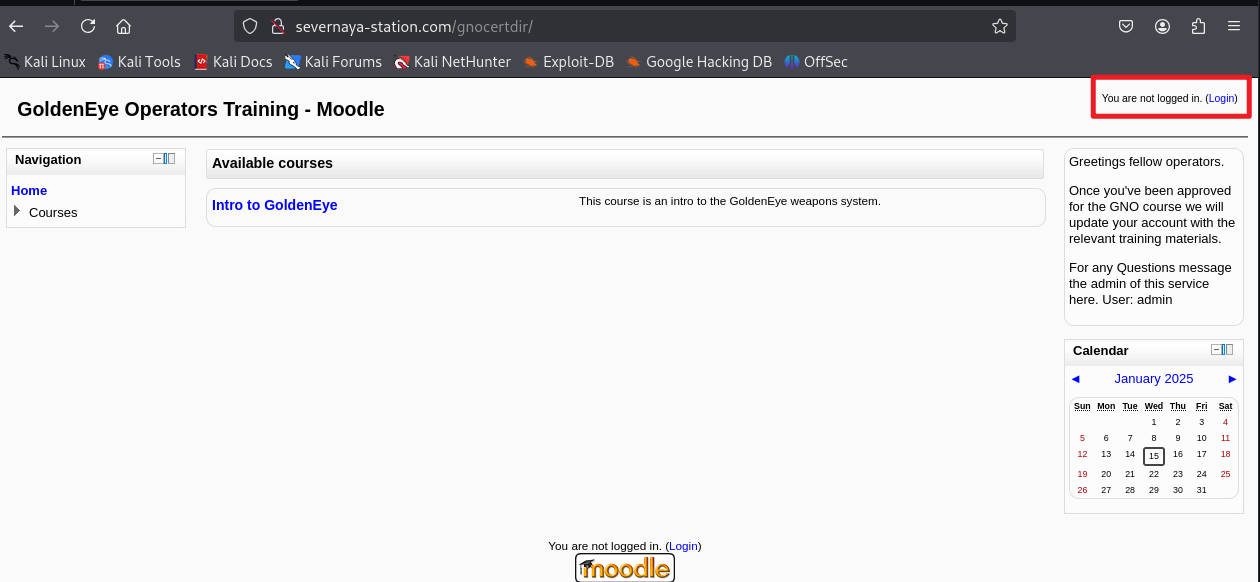 severnaya-station.com/gnocertdir/
Kali Linux Kali Tools Kali Docs Kali Forums Kali NetHunter Exploit-DB Google Hacking DB OffSec
GoldenEye Operators Training - Moodle
You are not logged in. (Login)
Navigation
Home
Courses
Available courses
Intro to GoldenEye
This course is an intro to the GoldenEye weapons system.
Greetings fellow operators.
Once you've been approved
for the GNO course we will
update your account with the
relevant training materials.
For any Questions message
the admin of this service
here. User: admin
Calendar
◄ January 2025 ►
Sun Mon Tue Wed Thu Fri Sat
1 2 3 4
5 6 7 8 9 10 11
12 13 14 15 16 17 18
19 20 21 22 23 24 25
26 27 28 29 30 31
You are not logged in. (Login)
moodle